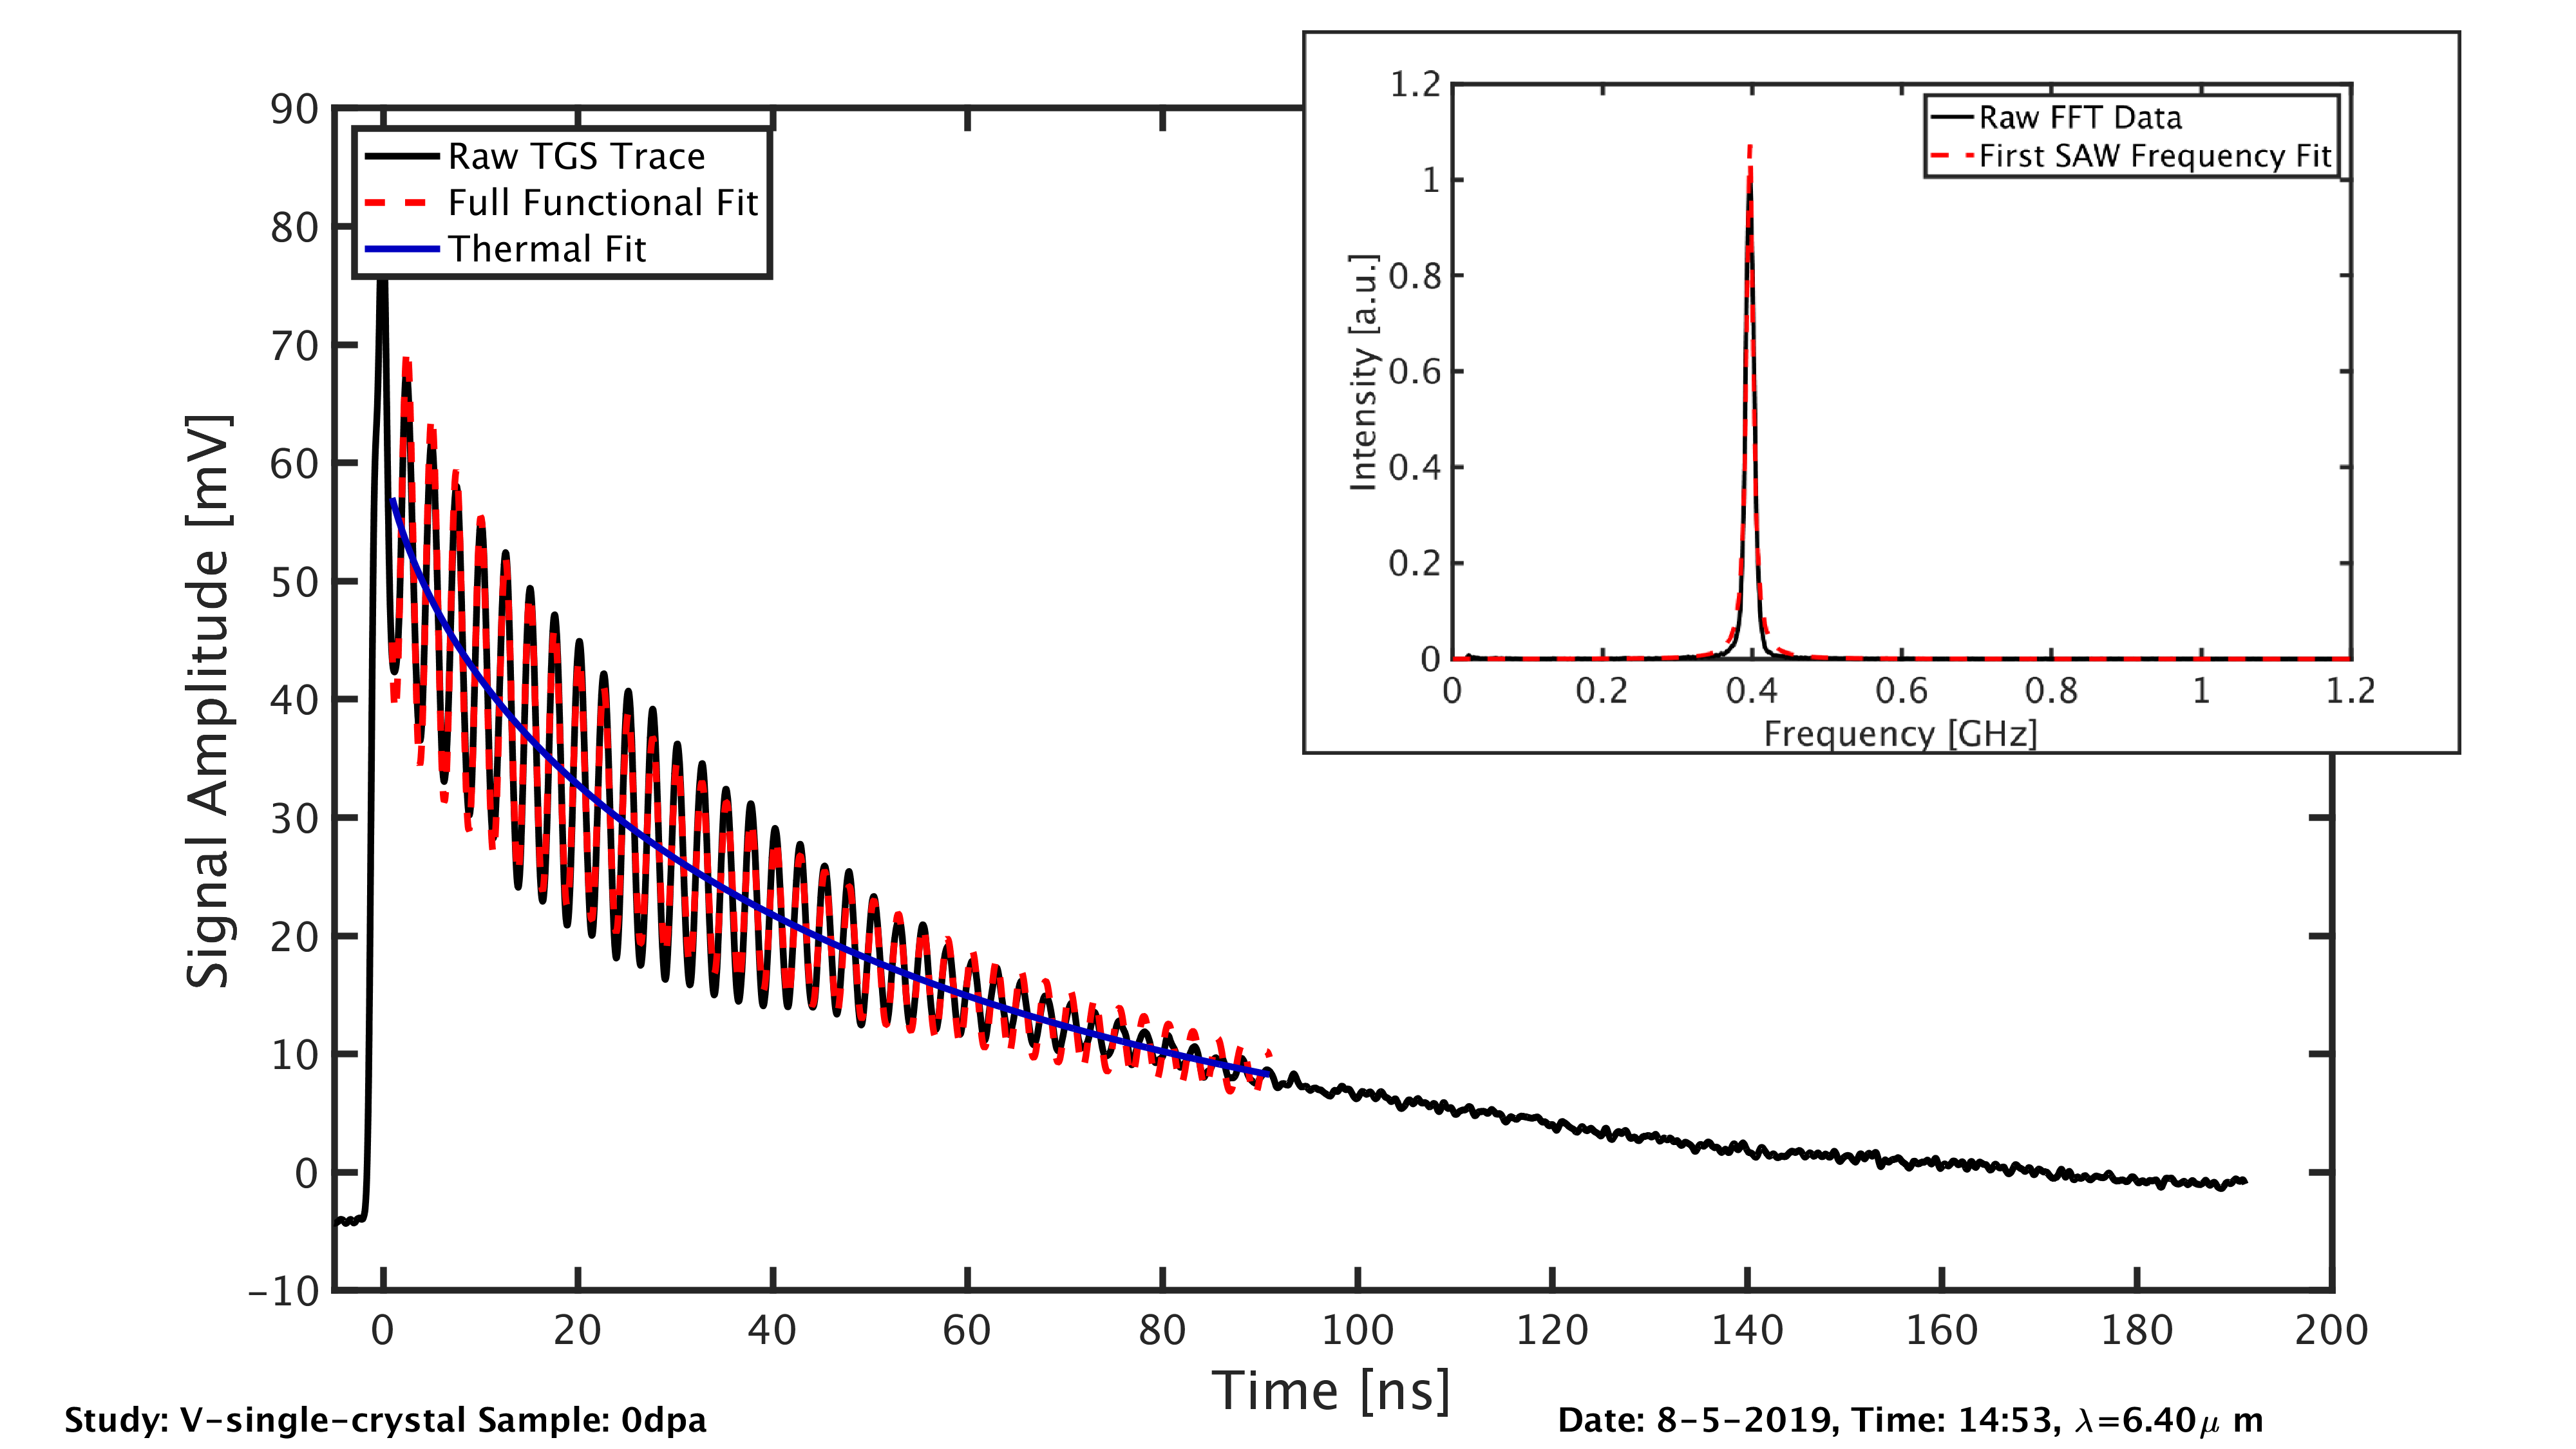 1.2
1
0.8
0.6
0.4
0.2
0
Intensity [a.u.]
Raw FFT Data
First SAW Frequency Fit
0 0.2 0.4 0.6 0.8 1 1.2
Frequency [GHz]
90
80
70
60
50
40
30
20
10
0
−10
Signal Amplitude [mV]
Raw TGS Trace
Full Functional Fit
Thermal Fit
0 20 40 60 80 100 120 140 160 180 200
Time [ns]
Study: V−single−crystal Sample: 0dpa
Date: 8−5−2019, Time: 14:53, λ=6.40μ m